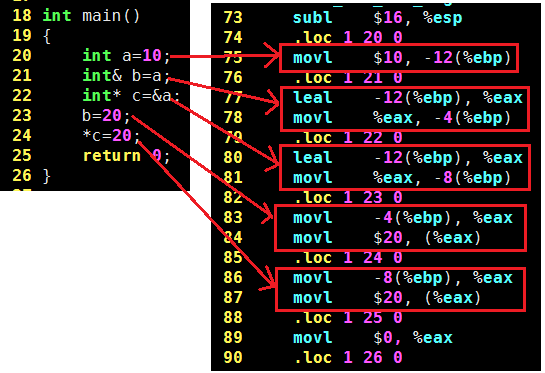 18 int main()
19 {
20 int a=10;
21 int& b=a;
22 int* c=&a;
23 b=20;
24 *c=20;
25 return 0;
26 }
73 subl $16, %esp
74 .loc 1 20 0
75 movl $10, -12(%ebp)
76 .loc 1 21 0
77 leal -12(%ebp), %eax
78 movl %eax, -4(%ebp)
79 .loc 1 22 0
80 leal -12(%ebp), %eax
81 movl %eax, -8(%ebp)
82 .loc 1 23 0
83 movl -4(%ebp), %eax
84 movl $20, (%eax)
85 .loc 1 24 0
86 movl -8(%ebp), %eax
87 movl $20, (%eax)
88 .loc 1 25 0
89 movl $0, %eax
90 .loc 1 26 0